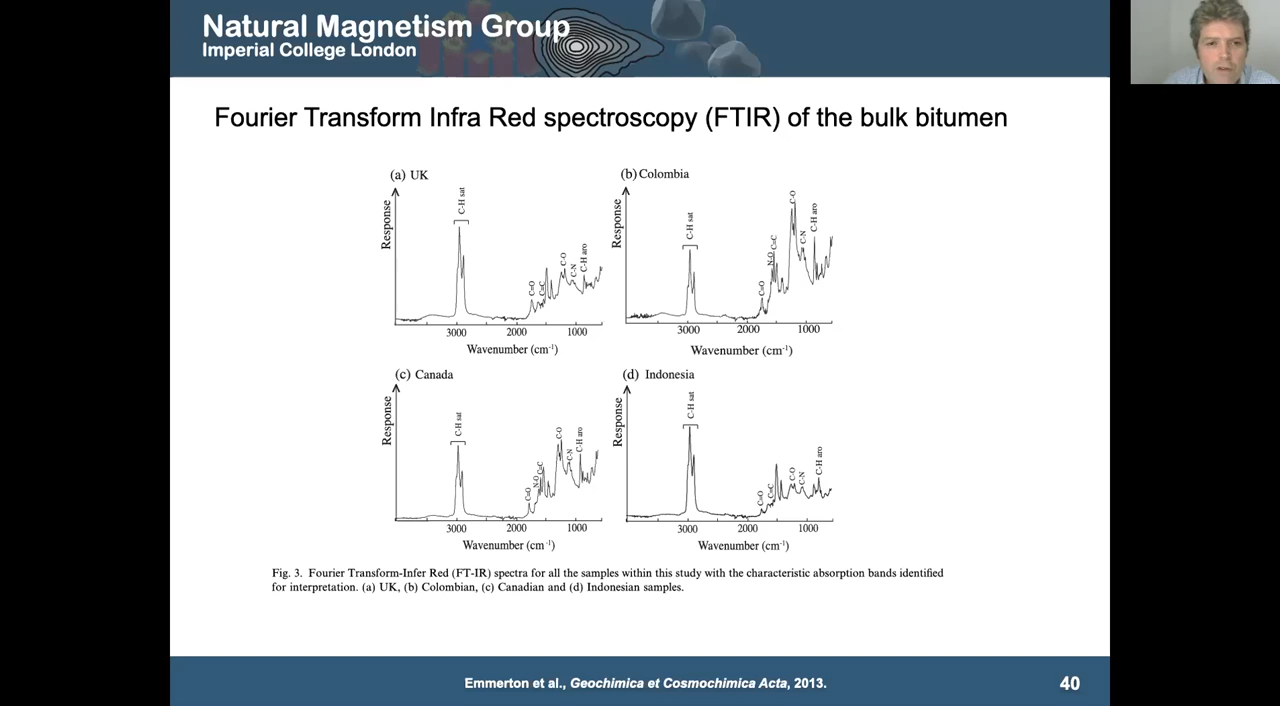 Natural Magnetism Group
Imperial College London
Fourier Transform Infra Red spectroscopy (FTIR) of the bulk bitumen
(a) UK
Response
C-H sat
C=O
C=C
C-O
C-N
C-H aro
3000 2000 1000
Wavenumber (cm⁻¹)
(b) Colombia
Response
C-H sat
C=O
N-O
C=C
C-O
C-N
C-H aro
3000 2000 1000
Wavenumber (cm⁻¹)
(c) Canada
Response
C-H sat
C=O
N-O
C=C
C-O
C-N
C-H aro
3000 2000 1000
Wavenumber (cm⁻¹)
(d) Indonesia
Response
C-H sat
C=O
C=C
C-O
C-N
C-H aro
3000 2000 1000
Wavenumber (cm⁻¹)
Fig. 3. Fourier Transform-Infer Red (FT-IR) spectra for all the samples within this study with the characteristic absorption bands identified
for interpretation. (a) UK, (b) Colombian, (c) Canadian and (d) Indonesian samples.
Emmerton et al., Geochimica et Cosmochimica Acta, 2013.
40